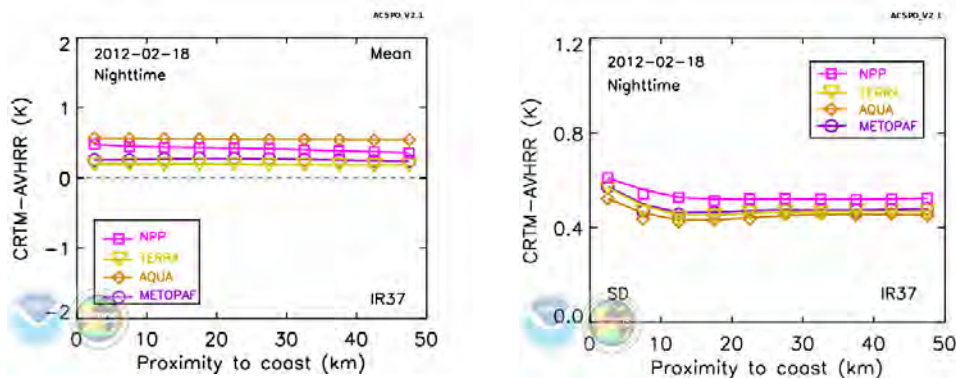 ACSPO_V2.1
2012-02-18
Nighttime
Mean
CRTM-AVHRR (K)
2
1
0
-1
-2
NPP
TERRA
AQUA
METOPAF
IR37
0 10 20 30 40 50
Proximity to coast (km)
ACSPO_V2.1
2012-02-18
Nighttime
CRTM-AVHRR (K)
1.2
0.8
0.4
0.0
NPP
TERRA
AQUA
METOPAF
SD
IR37
0 10 20 30 40 50
Proximity to coast (km)